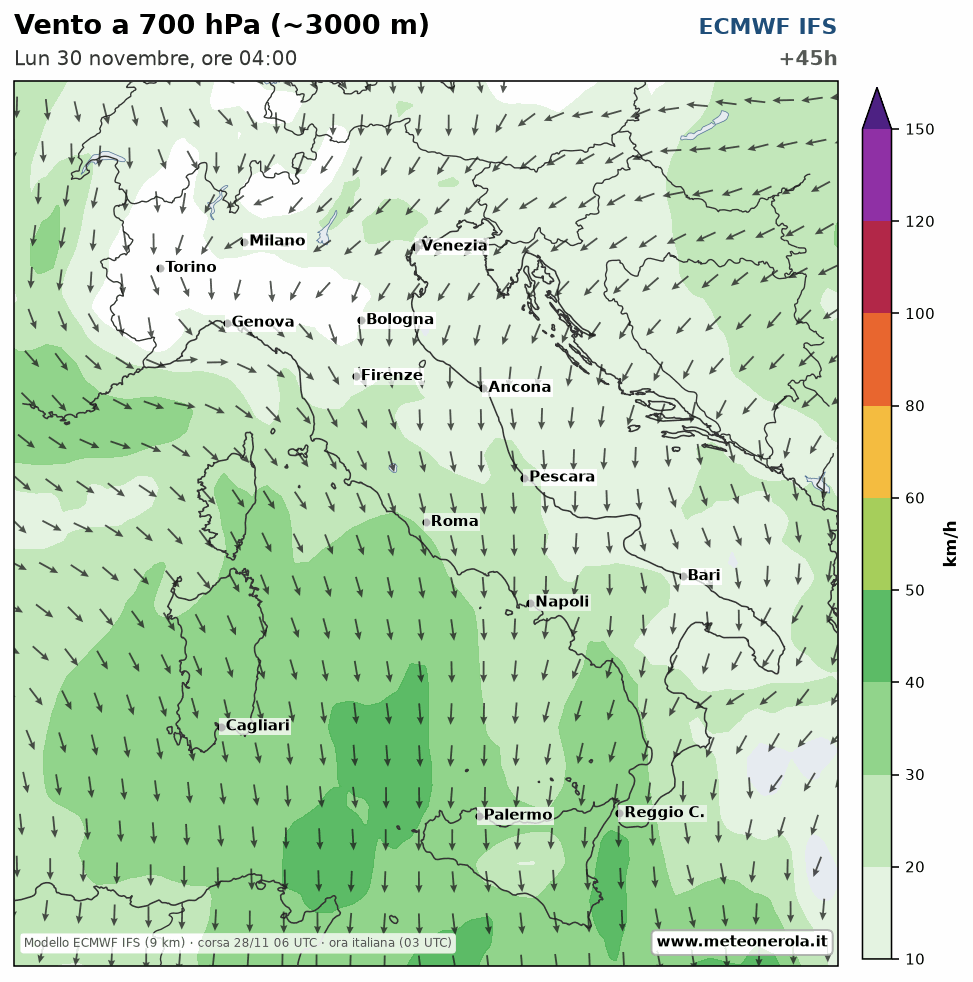 Vento a 700 hPa (~3000 m)
ECMWF IFS
Lun 30 novembre, ore 04:00
+45h
Milano
Venezia
Torino
Genova
Bologna
Firenze
Ancona
Pescara
Roma
Bari
Napoli
Cagliari
Palermo
Reggio C.
150
120
100
80
60
50
40
30
20
10
km/h
Modello ECMWF IFS (9 km) · corsa 28/11 06 UTC · ora italiana (03 UTC)
www.meteonerola.it